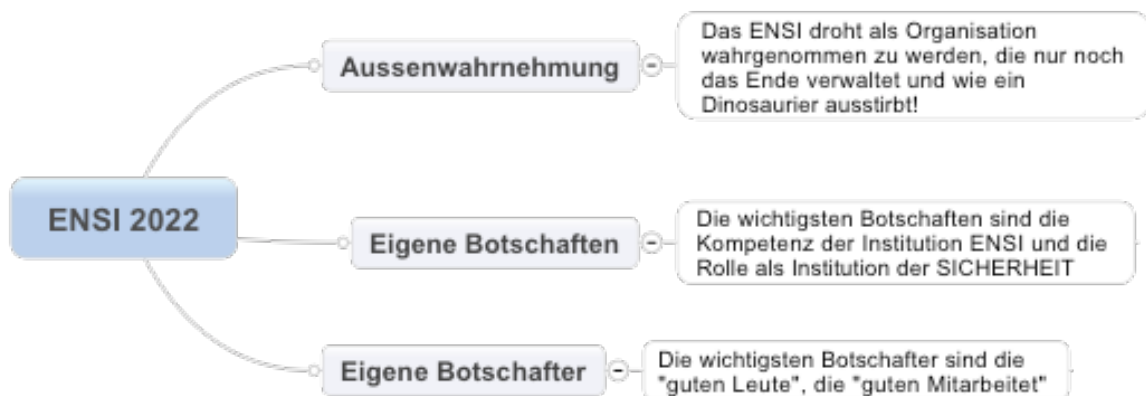 Das ENSI droht als Organisation
wahrgenommen zu werden, die nur noch
das Ende verwaltet und wie ein
Dinosaurier ausstirbt!
Aussenwahrnehmung
ENSI 2022
Die wichtigsten Botschaften sind die
Kompetenz der Institution ENSI und die
Rolle als Institution der SICHERHEIT
Eigene Botschaften
Die wichtigsten Botschafter sind die
"guten Leute", die "guten Mitarbeitet"
Eigene Botschafter